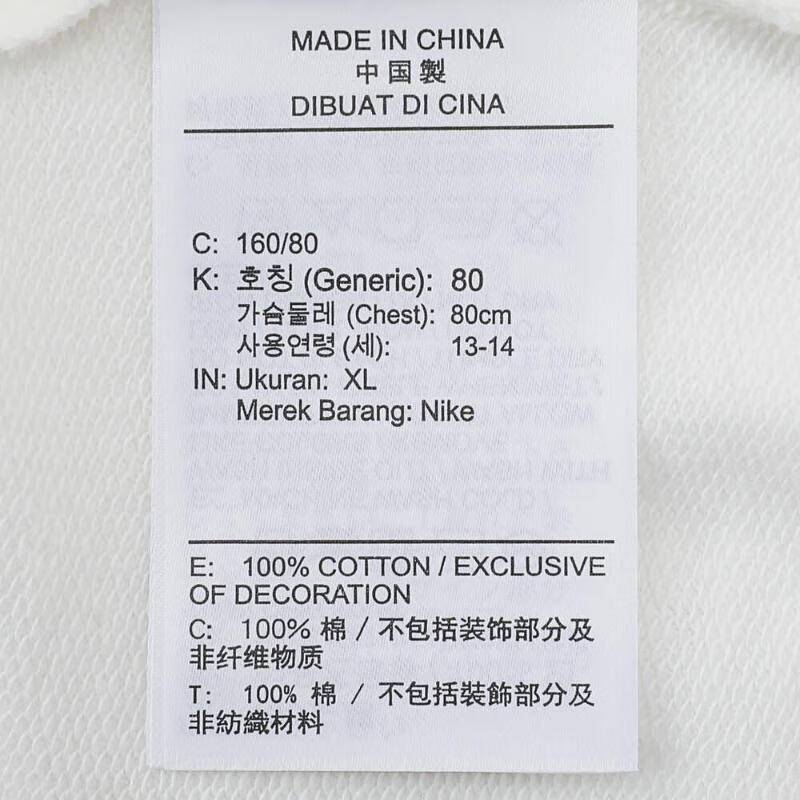 MADE IN CHINA
中国製
DIBUAT DI CINA
C: 160/80
K: 호칭 (Generic): 80
가슴둘레 (Chest): 80cm
사용연령(세): 13-14
IN: Ukuran: XL
Merek Barang: Nike
E: 100% COTTON / EXCLUSIVE
OF DECORATION
C: 100% 棉 / 不包括装饰部分及
非纤维物质
T: 100% 棉 / 不包括裝飾部分及
非紡織材料